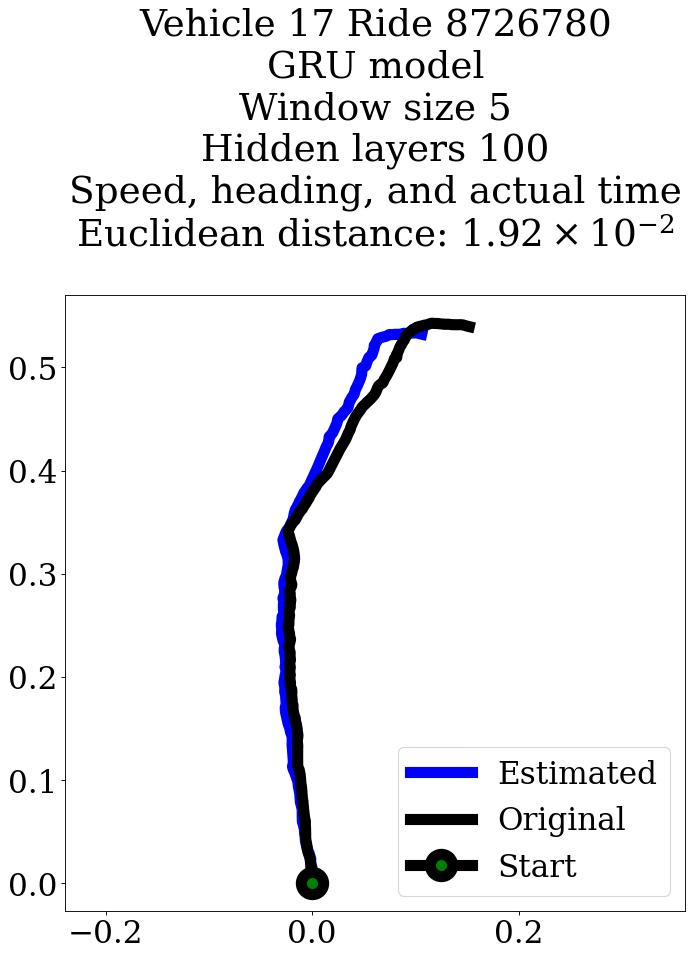 Vehicle 17 Ride 8726780
GRU model
Window size 5
Hidden layers 100
Speed, heading, and actual time
Euclidean distance: 1.92 × 10⁻²
0.5
0.4
0.3
0.2
0.1
0.0
−0.2
0.0
0.2
Estimated
Original
Start